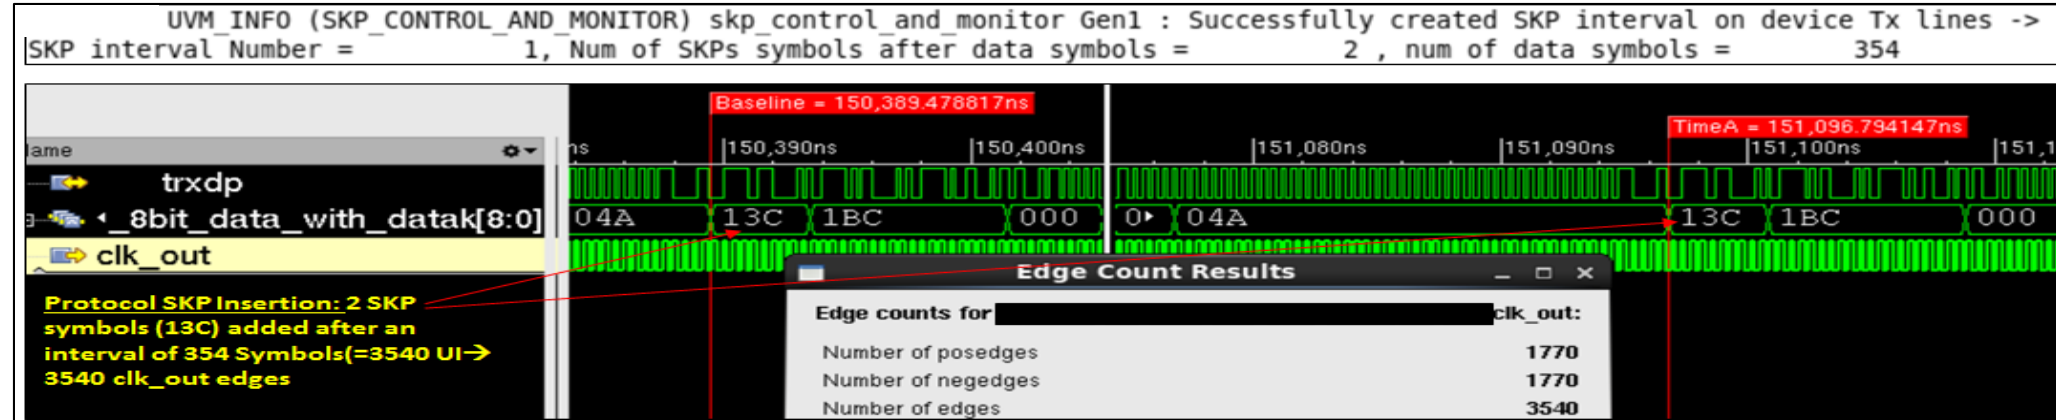 UVM_INFO (SKP_CONTROL_AND_MONITOR) skp_control_and_monitor Gen1 : Successfully created SKP interval on device Tx lines ->
SKP interval Number = 1, Num of SKPs symbols after data symbols = 2 , num of data symbols = 354
Baseline = 150,389.478817ns
TimeA = 151,096.794147ns
ame
ns |150,390ns |150,400ns |151,080ns |151,090ns |151,100ns |151,1
trxdp
_8bit_data_with_datak[8:0] 04A 13C 1BC 000 0 04A 13C 1BC 000
clk_out
Edge Count Results
Protocol SKP Insertion: 2 SKP
symbols (13C) added after an
interval of 354 Symbols(=3540 UI→
3540 clk_out edges
Edge counts for clk_out:
Number of posedges 1770
Number of negedges 1770
Number of edges 3540